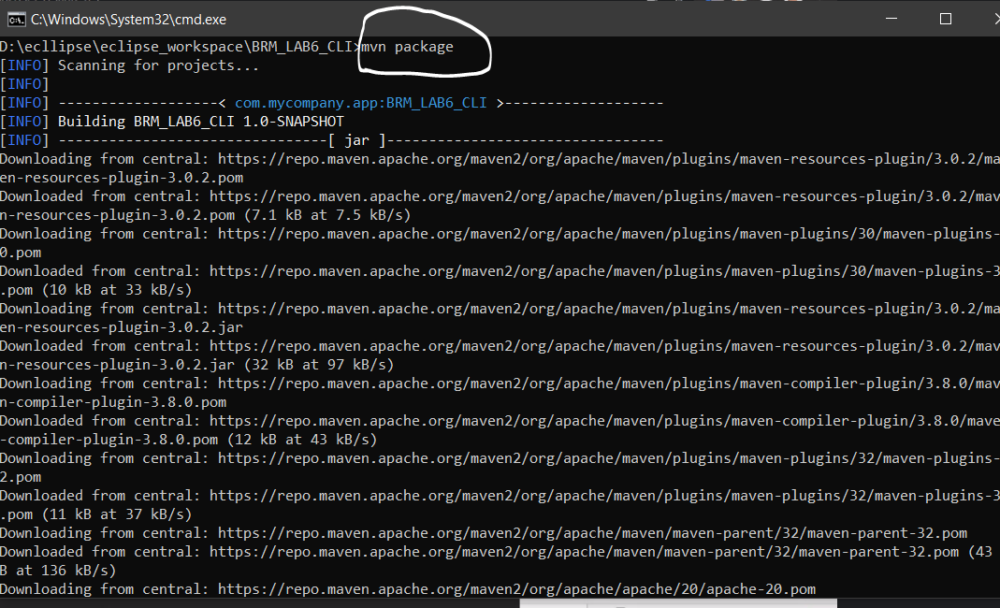 C:\Windows\System32\cmd.exe
D:\ecllipse\eclipse_workspace\BRM_LAB6_CLI>mvn package
[INFO] Scanning for projects...
[INFO]
[INFO] -------------------< com.mycompany.app:BRM_LAB6_CLI >-------------------
[INFO] Building BRM_LAB6_CLI 1.0-SNAPSHOT
[INFO] --------------------------------[ jar ]---------------------------------
Downloading from central: https://repo.maven.apache.org/maven2/org/apache/maven/plugins/maven-resources-plugin/3.0.2/ma
en-resources-plugin-3.0.2.pom
Downloaded from central: https://repo.maven.apache.org/maven2/org/apache/maven/plugins/maven-resources-plugin/3.0.2/mav
n-resources-plugin-3.0.2.pom (7.1 kB at 7.5 kB/s)
Downloading from central: https://repo.maven.apache.org/maven2/org/apache/maven/plugins/maven-plugins/30/maven-plugins-
0.pom
Downloaded from central: https://repo.maven.apache.org/maven2/org/apache/maven/plugins/maven-plugins/30/maven-plugins-3
.pom (10 kB at 33 kB/s)
Downloading from central: https://repo.maven.apache.org/maven2/org/apache/maven/plugins/maven-resources-plugin/3.0.2/ma
en-resources-plugin-3.0.2.jar
Downloaded from central: https://repo.maven.apache.org/maven2/org/apache/maven/plugins/maven-resources-plugin/3.0.2/mav
n-resources-plugin-3.0.2.jar (32 kB at 97 kB/s)
Downloading from central: https://repo.maven.apache.org/maven2/org/apache/maven/plugins/maven-compiler-plugin/3.8.0/mav
n-compiler-plugin-3.8.0.pom
Downloaded from central: https://repo.maven.apache.org/maven2/org/apache/maven/plugins/maven-compiler-plugin/3.8.0/mave
-compiler-plugin-3.8.0.pom (12 kB at 43 kB/s)
Downloading from central: https://repo.maven.apache.org/maven2/org/apache/maven/plugins/maven-plugins/32/maven-plugins-
2.pom
Downloaded from central: https://repo.maven.apache.org/maven2/org/apache/maven/plugins/maven-plugins/32/maven-plugins-3
.pom (11 kB at 37 kB/s)
Downloading from central: https://repo.maven.apache.org/maven2/org/apache/maven/maven-parent/32/maven-parent-32.pom
Downloaded from central: https://repo.maven.apache.org/maven2/org/apache/maven/maven-parent/32/maven-parent-32.pom (43
B at 136 kB/s)
Downloading from central: https://repo.maven.apache.org/maven2/org/apache/apache/20/apache-20.pom